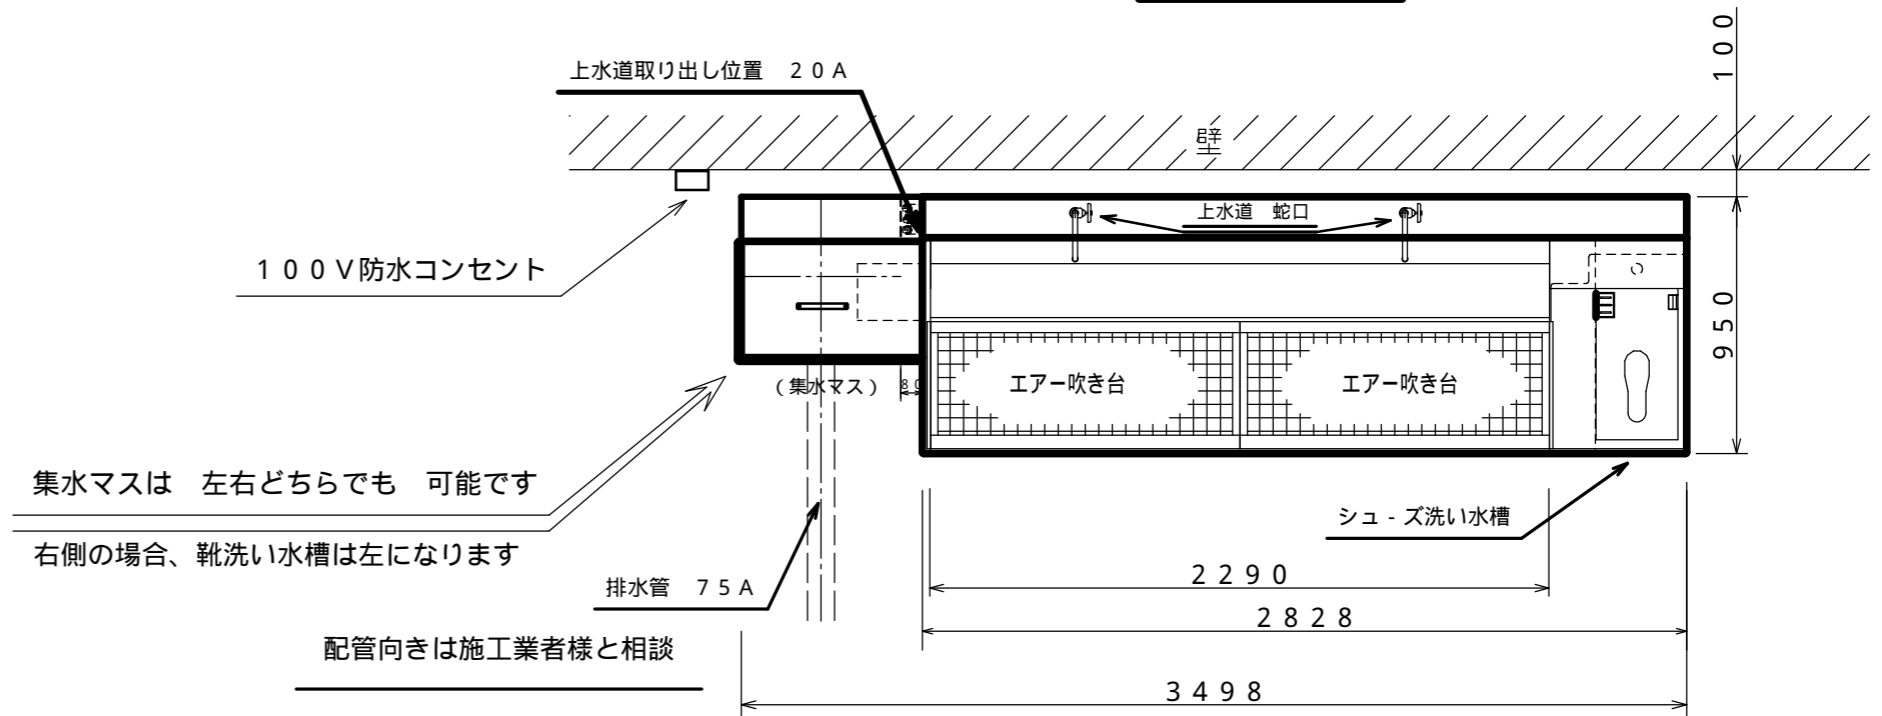 100
上水道取り出し位置　20A
壁
上水道　蛇口
100V防水コンセント
950
(集水マス)
80
エアー吹き台
エアー吹き台
集水マスは　左右どちらでも　可能です
右側の場合、靴洗い水槽は左になります
シュ-ズ洗い水槽
排水管　75A
2290
2828
配管向きは施工業者様と相談
3498